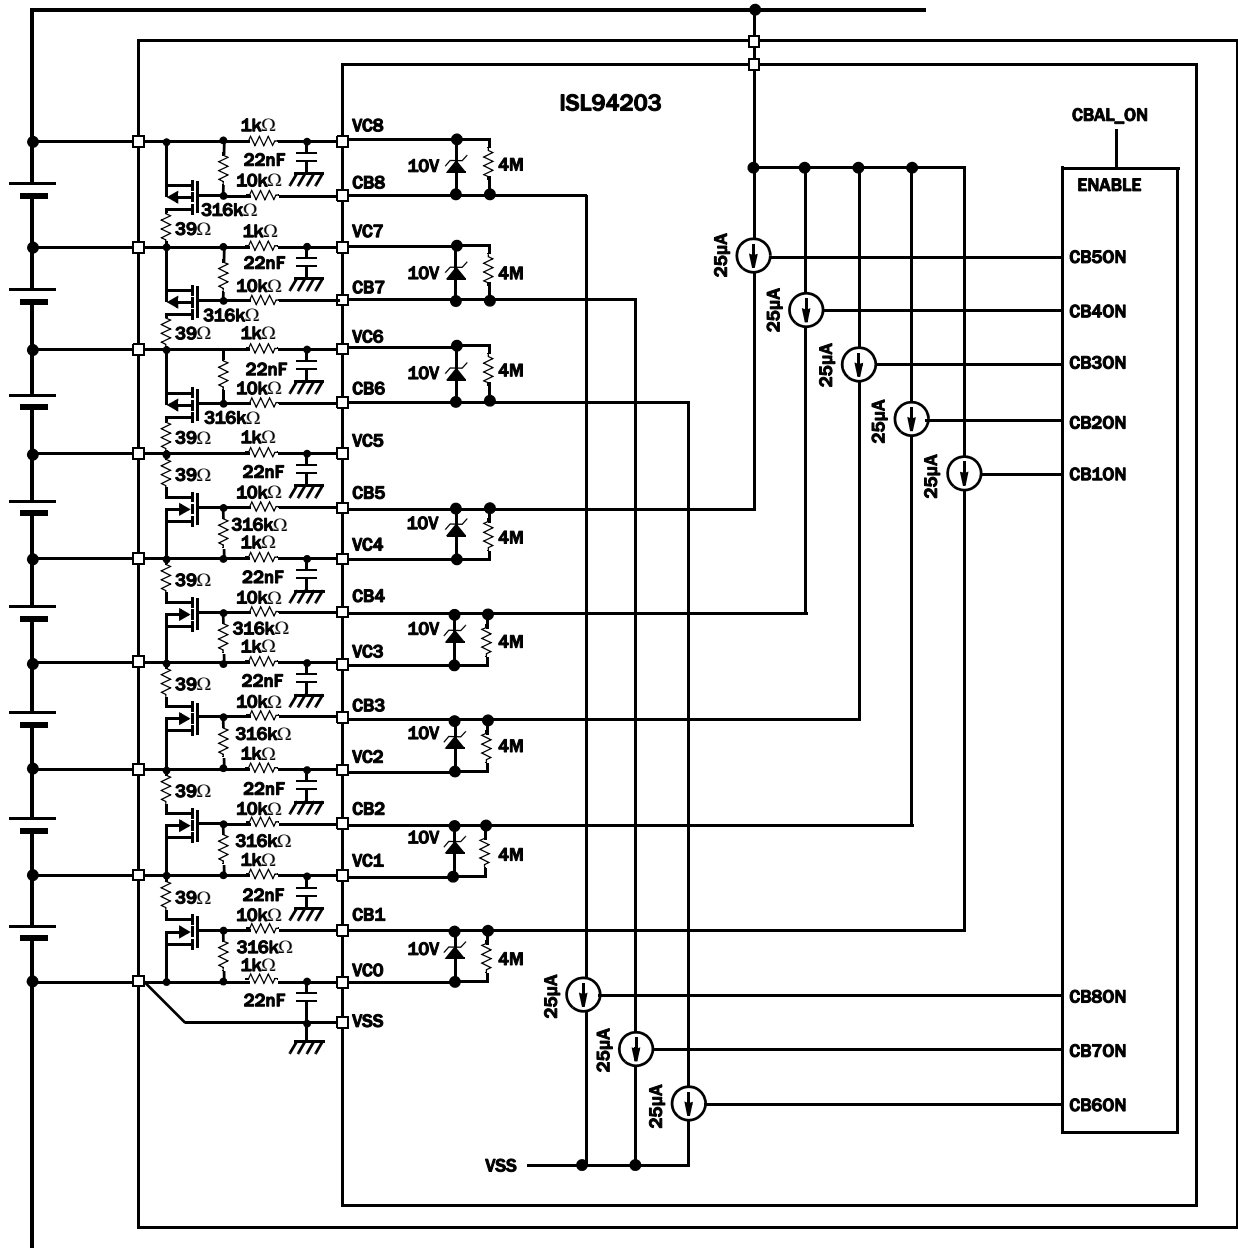 ISL94203
CBAL_ON
ENABLE
1kΩ
VC8
22nF
10V
4M
10kΩ
CB8
316kΩ
39Ω
1kΩ
VC7
22nF
10V
4M
10kΩ
CB7
316kΩ
39Ω
1kΩ
VC6
22nF
10V
4M
10kΩ
CB6
316kΩ
39Ω
1kΩ
VC5
39Ω
22nF
10kΩ
CB5
316kΩ
10V
4M
1kΩ
VC4
39Ω
22nF
10kΩ
CB4
316kΩ
10V
4M
1kΩ
VC3
39Ω
22nF
10kΩ
CB3
316kΩ
10V
4M
1kΩ
VC2
39Ω
22nF
10kΩ
CB2
316kΩ
10V
4M
1kΩ
VC1
39Ω
22nF
10kΩ
CB1
316kΩ
10V
4M
1kΩ
VC0
22nF
VSS
25µA
CB5ON
25µA
CB4ON
25µA
CB3ON
25µA
CB2ON
25µA
CB1ON
25µA
CB8ON
25µA
CB7ON
25µA
CB6ON
VSS